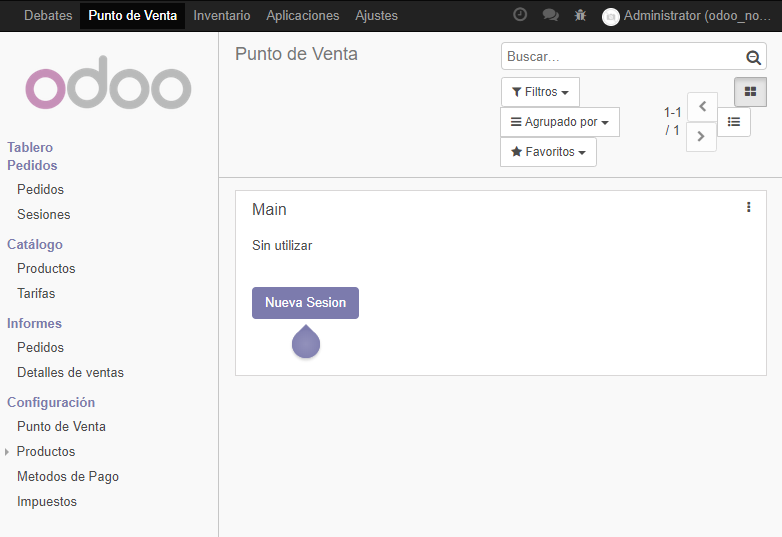 Debates Punto de Venta Inventario Aplicaciones Ajustes Administrator (odoo_no...
odoo
Tablero
Pedidos
Pedidos
Sesiones
Catálogo
Productos
Tarifas
Informes
Pedidos
Detalles de ventas
Configuración
Punto de Venta
Productos
Metodos de Pago
Impuestos
Punto de Venta
Buscar...
Filtros
Agrupado por
Favoritos
1-1
/ 1
Main
Sin utilizar
Nueva Sesion